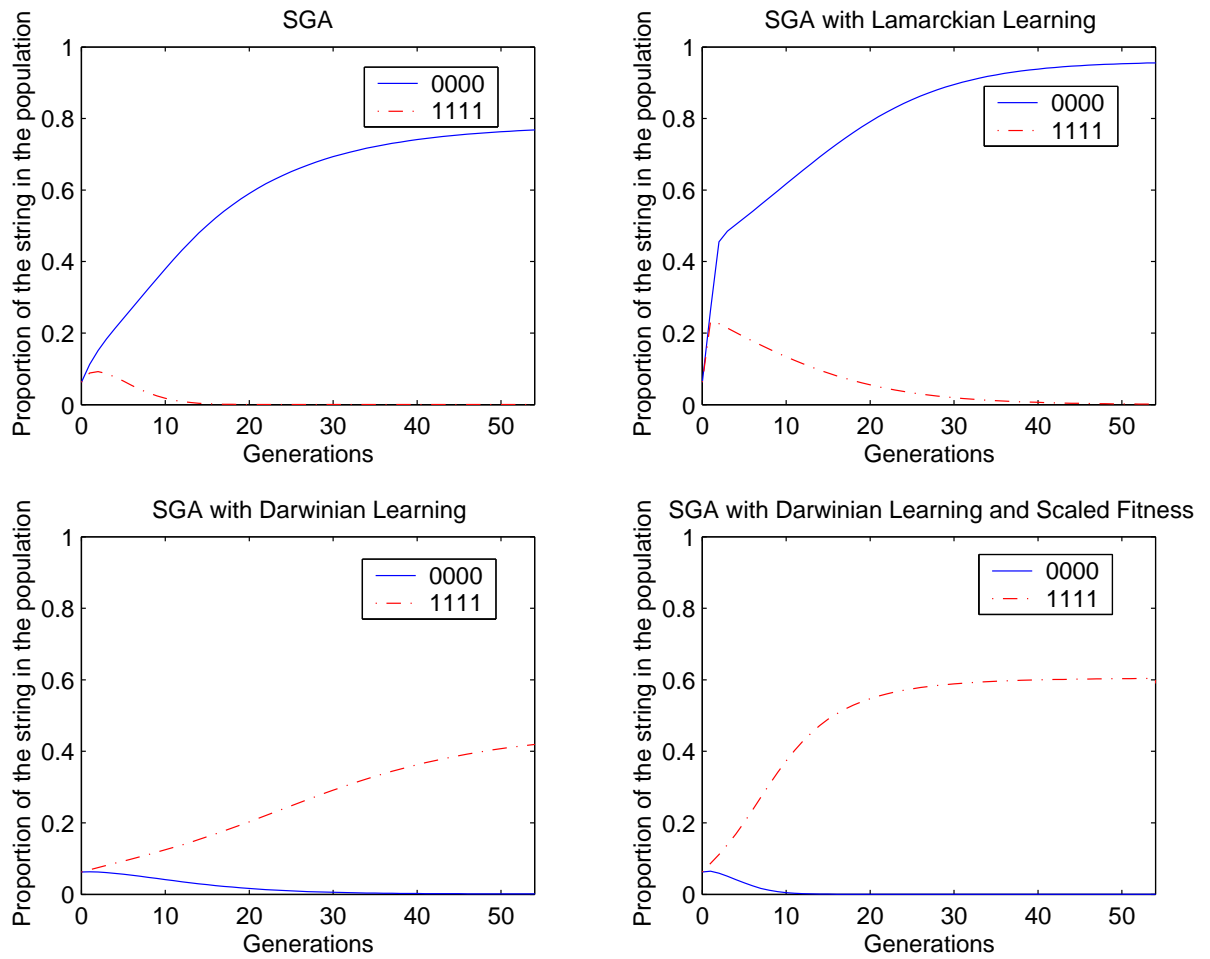 SGA
Proportion of the string in the population
1
0.8
0.6
0.4
0.2
0
0000
1111
0 10 20 30 40 50
Generations
SGA with Lamarckian Learning
Proportion of the string in the population
1
0.8
0.6
0.4
0.2
0
0000
1111
0 10 20 30 40 50
Generations
SGA with Darwinian Learning
Proportion of the string in the population
1
0.8
0.6
0.4
0.2
0
0000
1111
0 10 20 30 40 50
Generations
SGA with Darwinian Learning and Scaled Fitness
Proportion of the string in the population
1
0.8
0.6
0.4
0.2
0
0000
1111
0 10 20 30 40 50
Generations